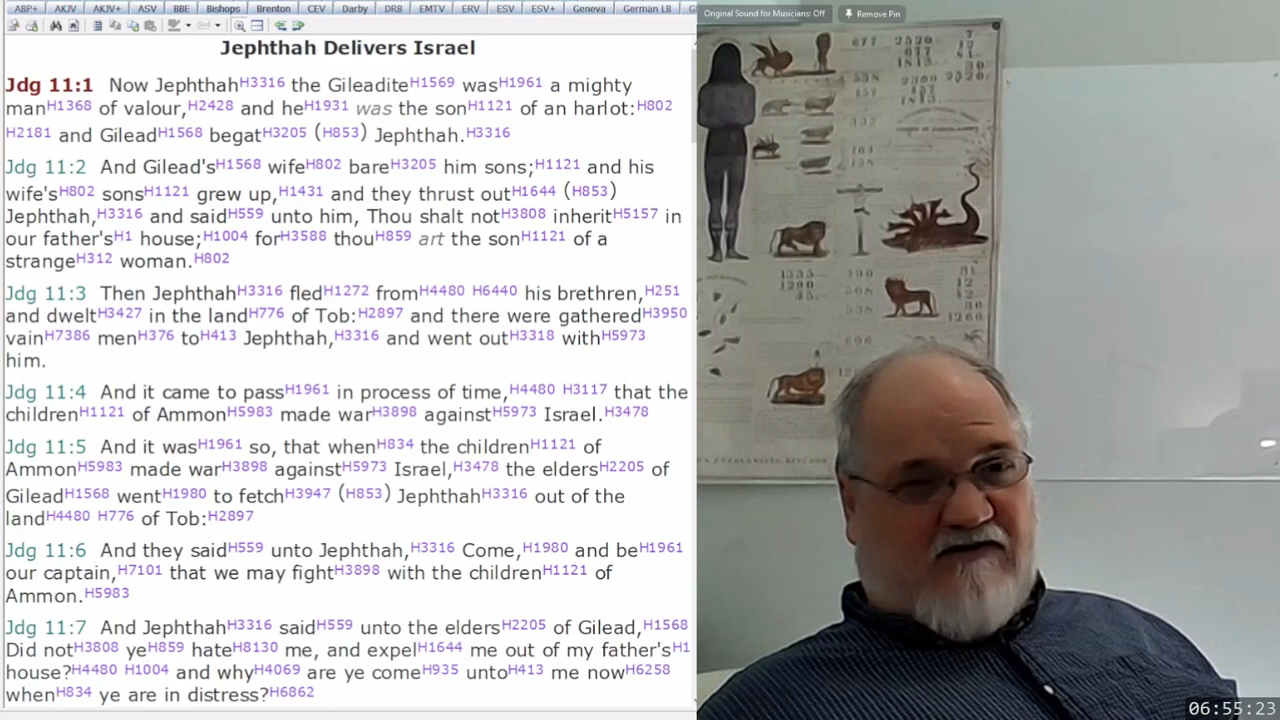 ABP+ AKJV AKJV+ ASV BBE Bishops Brenton CEV Darby DRB EMTV ERV ESV ESV+ Geneva German LB
Original Sound for Musicians: Off Remove Pin
Jephthah Delivers Israel
Jdg 11:1 Now JephthahH3316 the GileaditeH1569 wasH1961 a mighty
manH1368 of valour,H2428 and heH1931 was the sonH1121 of an harlot:H802
H2181 and GileadH1568 begatH3205 (H853) Jephthah.H3316
Jdg 11:2 And Gilead'sH1568 wifeH802 bareH3205 him sons;H1121 and his
wife'sH802 sonsH1121 grew up,H1431 and they thrust outH1644 (H853)
Jephthah,H3316 and saidH559 unto him, Thou shalt notH3808 inheritH5157 in
our father'sH1 house;H1004 forH3588 thouH859 art the sonH1121 of a
strangeH312 woman.H802
Jdg 11:3 Then JephthahH3316 fledH1272 fromH4480 H6440 his brethren,H251
and dweltH3427 in the landH776 of Tob:H2897 and there were gatheredH3950
vainH7386 menH376 toH413 Jephthah,H3316 and went outH3318 withH5973
him.
Jdg 11:4 And it came to passH1961 in process of time,H4480 H3117 that the
childrenH1121 of AmmonH5983 made warH3898 againstH5973 Israel.H3478
Jdg 11:5 And it wasH1961 so, that whenH834 the childrenH1121 of
AmmonH5983 made warH3898 againstH5973 Israel,H3478 the eldersH2205 of
GileadH1568 wentH1980 to fetchH3947 (H853) JephthahH3316 out of the
landH4480 H776 of Tob:H2897
Jdg 11:6 And they saidH559 unto Jephthah,H3316 Come,H1980 and beH1961
our captain,H7101 that we may fightH3898 with the childrenH1121 of
Ammon.H5983
Jdg 11:7 And JephthahH3316 saidH559 unto the eldersH2205 of Gilead,H1568
Did notH3808 yeH859 hateH8130 me, and expelH1644 me out of my father'sH1
house?H4480 H1004 and whyH4069 are ye comeH935 untoH413 me nowH6258
whenH834 ye are in distress?H6862
677
538
1335
1290
45
06:55:23